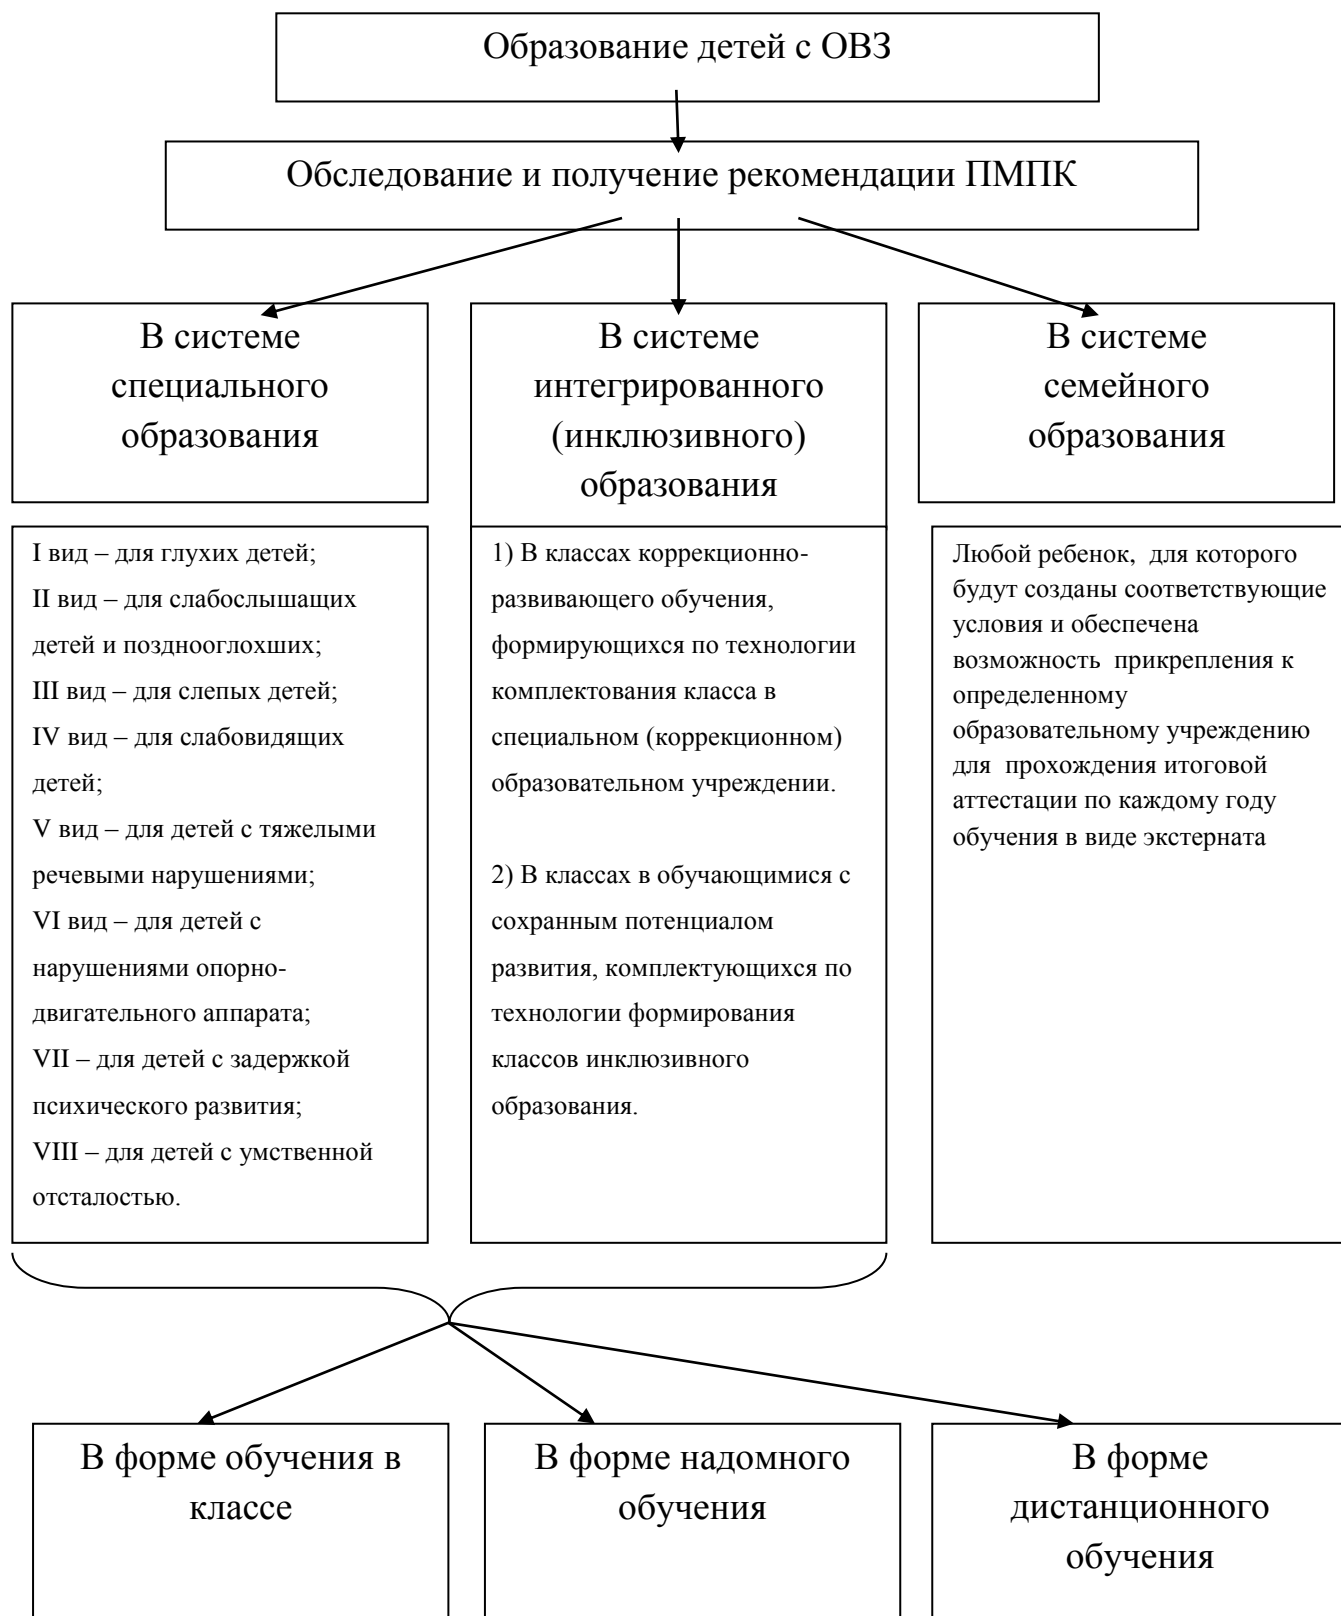 Образование детей с ОВЗ
Обследование и получение рекомендации ПМПК
В системе
специального
образования
В системе
интегрированного
(инклюзивного)
образования
В системе
семейного
образования
I вид – для глухих детей;
II вид – для слабослышащих
детей и позднооглохших;
III вид – для слепых детей;
IV вид – для слабовидящих
детей;
V вид – для детей с тяжелыми
речевыми нарушениями;
VI вид – для детей с
нарушениями опорно-
двигательного аппарата;
VII – для детей с задержкой
психического развития;
VIII – для детей с умственной
отсталостью.
1) В классах коррекционно-
развивающего обучения,
формирующихся по технологии
комплектования класса в
специальном (коррекционном)
образовательном учреждении.
2) В классах в обучающимися с
сохранным потенциалом
развития, комплектующихся по
технологии формирования
классов инклюзивного
образования.
Любой ребенок, для которого
будут созданы соответствующие
условия и обеспечена
возможность прикрепления к
определенному
образовательному учреждению
для прохождения итоговой
аттестации по каждому году
обучения в виде экстерната
В форме обучения в
классе
В форме надомного
обучения
В форме
дистанционного
обучения